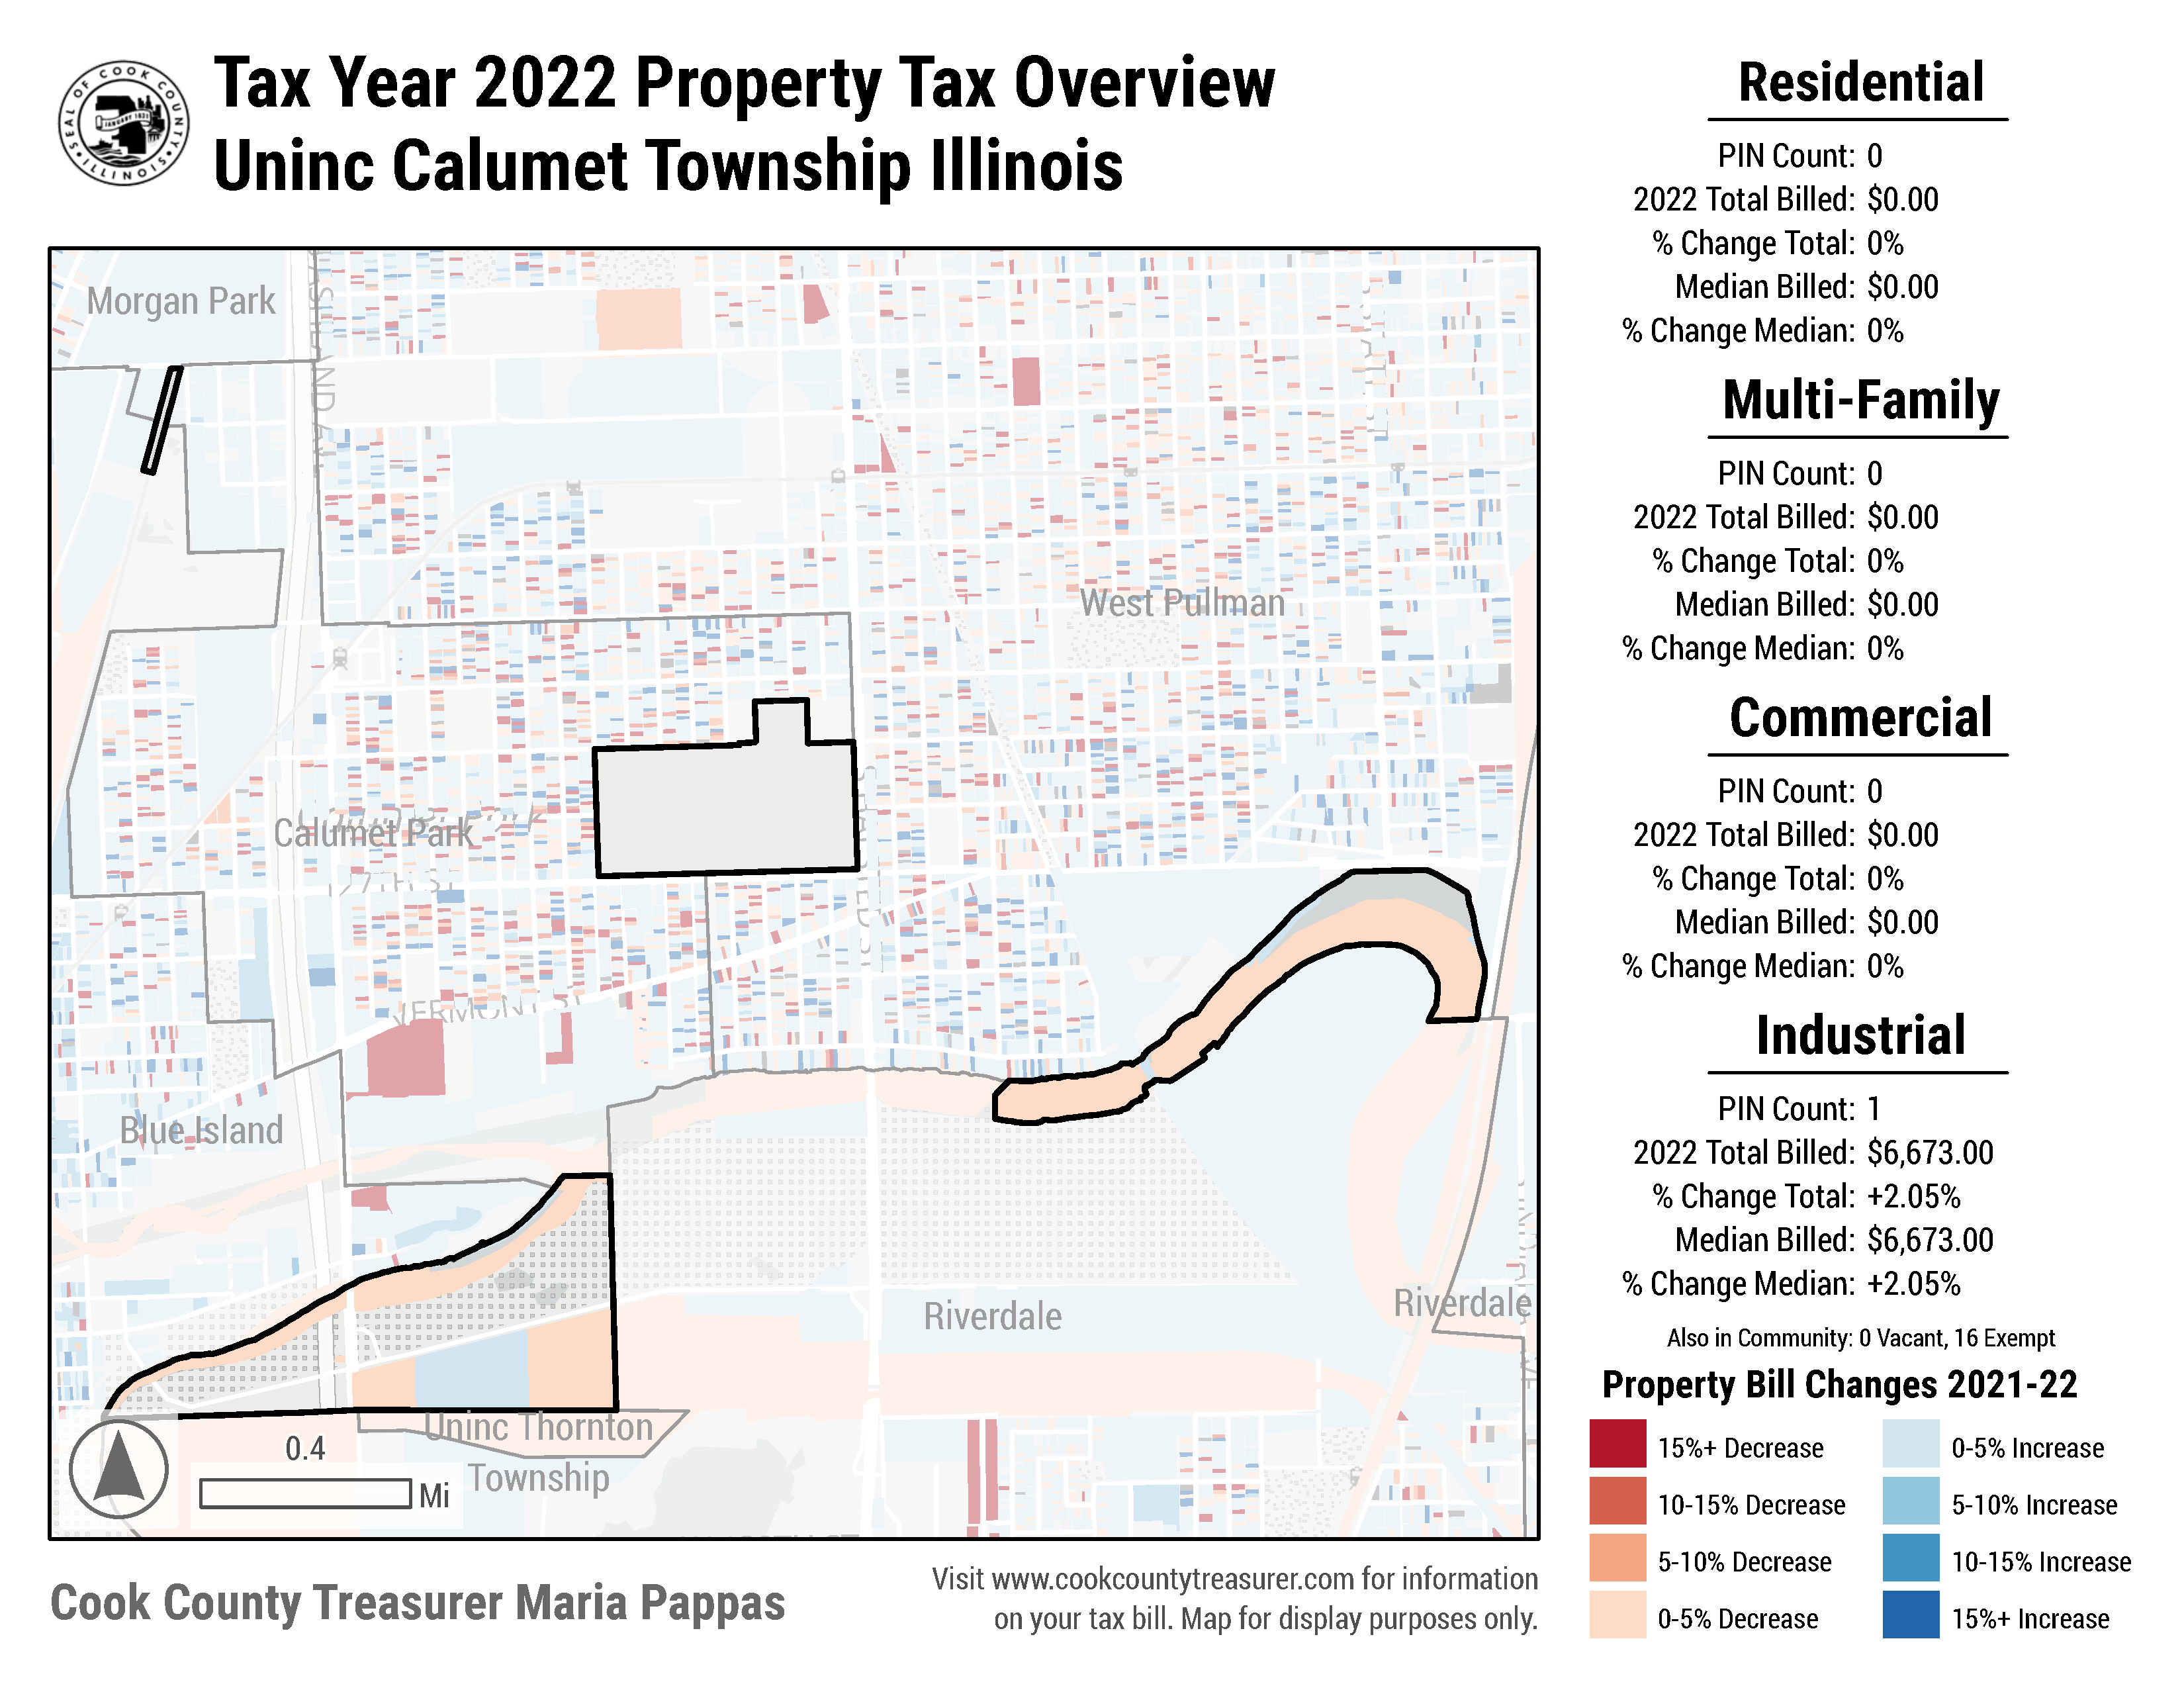 SEAL OF COOK COUNTY
JANUARY 1831
ILLINOIS
Tax Year 2022 Property Tax Overview
Uninc Calumet Township Illinois
Morgan Park
West Pullman
Calumet Park
127TH ST
VERMONT ST
Blue Island
Riverdale
Riverdale
Uninc Thornton
Township
0.4
Mi
Residential
PIN Count: 0
2022 Total Billed: $0.00
% Change Total: 0%
Median Billed: $0.00
% Change Median: 0%
Multi-Family
PIN Count: 0
2022 Total Billed: $0.00
% Change Total: 0%
Median Billed: $0.00
% Change Median: 0%
Commercial
PIN Count: 0
2022 Total Billed: $0.00
% Change Total: 0%
Median Billed: $0.00
% Change Median: 0%
Industrial
PIN Count: 1
2022 Total Billed: $6,673.00
% Change Total: +2.05%
Median Billed: $6,673.00
% Change Median: +2.05%
Also in Community: 0 Vacant, 16 Exempt
Property Bill Changes 2021-22
15%+ Decrease
0-5% Increase
10-15% Decrease
5-10% Increase
5-10% Decrease
10-15% Increase
0-5% Decrease
15%+ Increase
Cook County Treasurer Maria Pappas
Visit www.cookcountytreasurer.com for information
on your tax bill. Map for display purposes only.